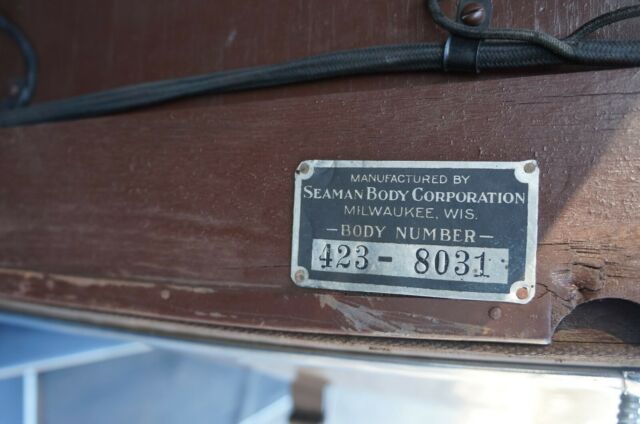 MANUFACTURED BY
SEAMAN BODY CORPORATION
MILWAUKEE, WIS.
—BODY NUMBER—
423 - 8031